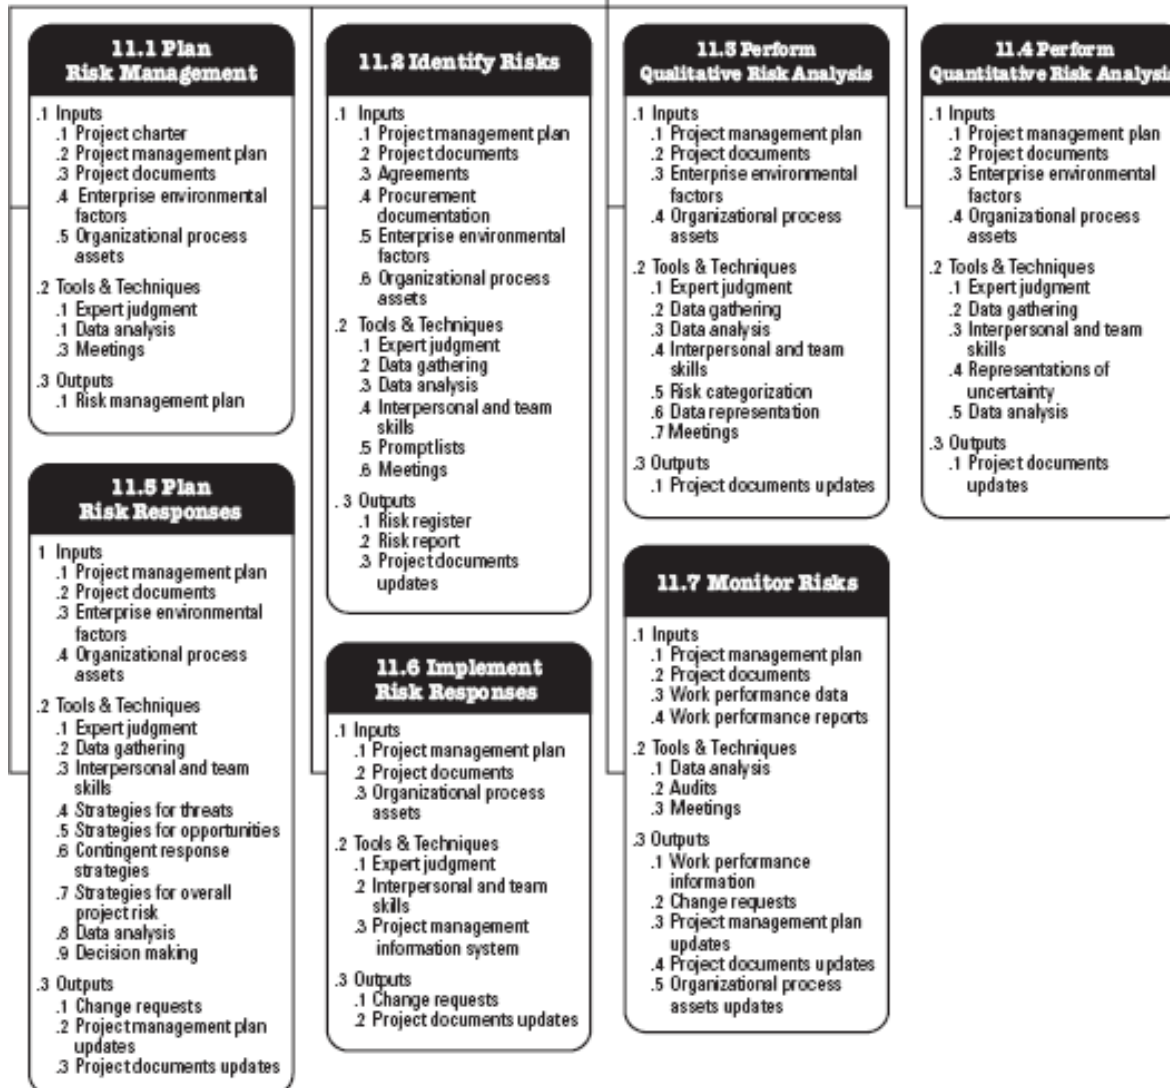 11.1 Plan
Risk Management
.1 Inputs
.1 Project charter
.2 Project management plan
.3 Project documents
.4 Enterprise environmental
factors
.5 Organizational process
assets
.2 Tools & Techniques
.1 Expert judgment
.1 Data analysis
.3 Meetings
.3 Outputs
.1 Risk management plan
11.2 Identify Risks
.1 Inputs
.1 Project management plan
.2 Project documents
.3 Agreements
.4 Procurement
documentation
.5 Enterprise environmental
factors
.6 Organizational process
assets
.2 Tools & Techniques
.1 Expert judgment
.2 Data gathering
.3 Data analysis
.4 Interpersonal and team
skills
.5 Prompt lists
.6 Meetings
.3 Outputs
.1 Risk register
.2 Risk report
.3 Project documents
updates
11.3 Perform
Qualitative Risk Analysis
.1 Inputs
.1 Project management plan
.2 Project documents
.3 Enterprise environmental
factors
.4 Organizational process
assets
.2 Tools & Techniques
.1 Expert judgment
.2 Data gathering
.3 Data analysis
.4 Interpersonal and team
skills
.5 Risk categorization
.6 Data representation
.7 Meetings
.3 Outputs
.1 Project documents updates
11.4 Perform
Quantitative Risk Analysis
.1 Inputs
.1 Project management plan
.2 Project documents
.3 Enterprise environmental
factors
.4 Organizational process
assets
.2 Tools & Techniques
.1 Expert judgment
.2 Data gathering
.3 Interpersonal and team
skills
.4 Representations of
uncertainty
.5 Data analysis
.3 Outputs
.1 Project documents
updates
11.5 Plan
Risk Responses
1 Inputs
.1 Project management plan
.2 Project documents
.3 Enterprise environmental
factors
.4 Organizational process
assets
.2 Tools & Techniques
.1 Expert judgment
.2 Data gathering
.3 Interpersonal and team
skills
.4 Strategies for threats
.5 Strategies for opportunities
.6 Contingent response
strategies
.7 Strategies for overall
project risk
.8 Data analysis
.9 Decision making
.3 Outputs
.1 Change requests
.2 Project management plan
updates
.3 Project documents updates
11.6 Implement
Risk Responses
.1 Inputs
.1 Project management plan
.2 Project documents
.3 Organizational process
assets
.2 Tools & Techniques
.1 Expert judgment
.2 Interpersonal and team
skills
.3 Project management
information system
.3 Outputs
.1 Change requests
.2 Project documents updates
11.7 Monitor Risks
.1 Inputs
.1 Project management plan
.2 Project documents
.3 Work performance data
.4 Work performance reports
.2 Tools & Techniques
.1 Data analysis
.2 Audits
.3 Meetings
.3 Outputs
.1 Work performance
information
.2 Change requests
.3 Project management plan
updates
.4 Project documents updates
.5 Organizational process
assets updates